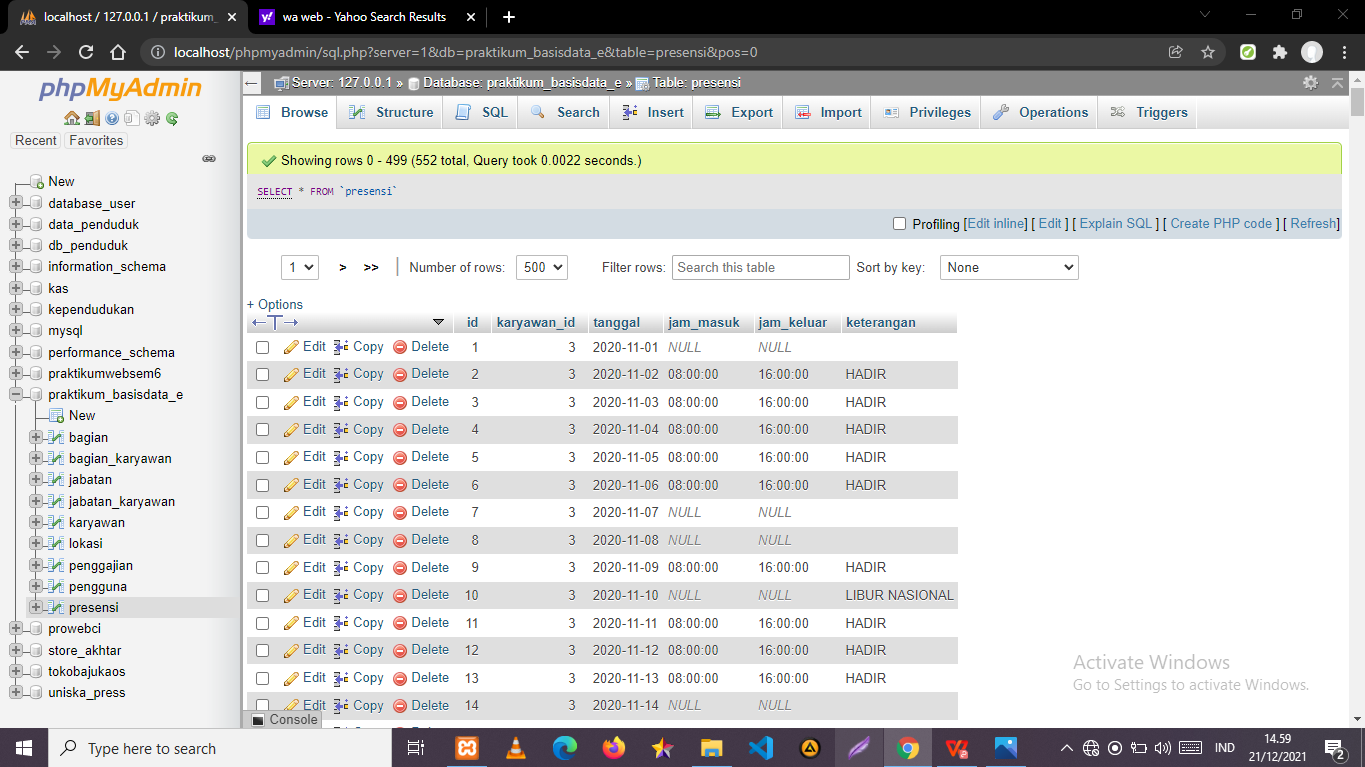 localhost / 127.0.0.1 / praktikum_
wa web - Yahoo Search Results
localhost/phpmyadmin/sql.php?server=1&db=praktikum_basisdata_e&table=presensi&pos=0
phpMyAdmin
Recent Favorites
New
database_user
data_penduduk
db_penduduk
information_schema
kas
kependudukan
mysql
performance_schema
praktikumwebsem6
praktikum_basisdata_e
New
bagian
bagian_karyawan
jabatan
jabatan_karyawan
karyawan
lokasi
penggajian
pengguna
presensi
prowebci
store_akhtar
tokobajukaos
uniska_press
Server: 127.0.0.1 » Database: praktikum_basisdata_e » Table: presensi
Browse Structure SQL Search Insert Export Import Privileges Operations Triggers
Showing rows 0 - 499 (552 total, Query took 0.0022 seconds.)
SELECT * FROM `presensi`
Profiling [Edit inline] [ Edit ] [ Explain SQL ] [ Create PHP code ] [ Refresh]
1 > >> | Number of rows: 500 Filter rows: Search this table Sort by key: None
+ Options
←T→ id karyawan_id tanggal jam_masuk jam_keluar keterangan
Edit Copy Delete 1 3 2020-11-01 NULL NULL
Edit Copy Delete 2 3 2020-11-02 08:00:00 16:00:00 HADIR
Edit Copy Delete 3 3 2020-11-03 08:00:00 16:00:00 HADIR
Edit Copy Delete 4 3 2020-11-04 08:00:00 16:00:00 HADIR
Edit Copy Delete 5 3 2020-11-05 08:00:00 16:00:00 HADIR
Edit Copy Delete 6 3 2020-11-06 08:00:00 16:00:00 HADIR
Edit Copy Delete 7 3 2020-11-07 NULL NULL
Edit Copy Delete 8 3 2020-11-08 NULL NULL
Edit Copy Delete 9 3 2020-11-09 08:00:00 16:00:00 HADIR
Edit Copy Delete 10 3 2020-11-10 NULL NULL LIBUR NASIONAL
Edit Copy Delete 11 3 2020-11-11 08:00:00 16:00:00 HADIR
Edit Copy Delete 12 3 2020-11-12 08:00:00 16:00:00 HADIR
Edit Copy Delete 13 3 2020-11-13 08:00:00 16:00:00 HADIR
Edit Copy Delete 14 3 2020-11-14 NULL NULL
Console
Activate Windows
Go to Settings to activate Windows.
Type here to search
IND
14.59
21/12/2021
2